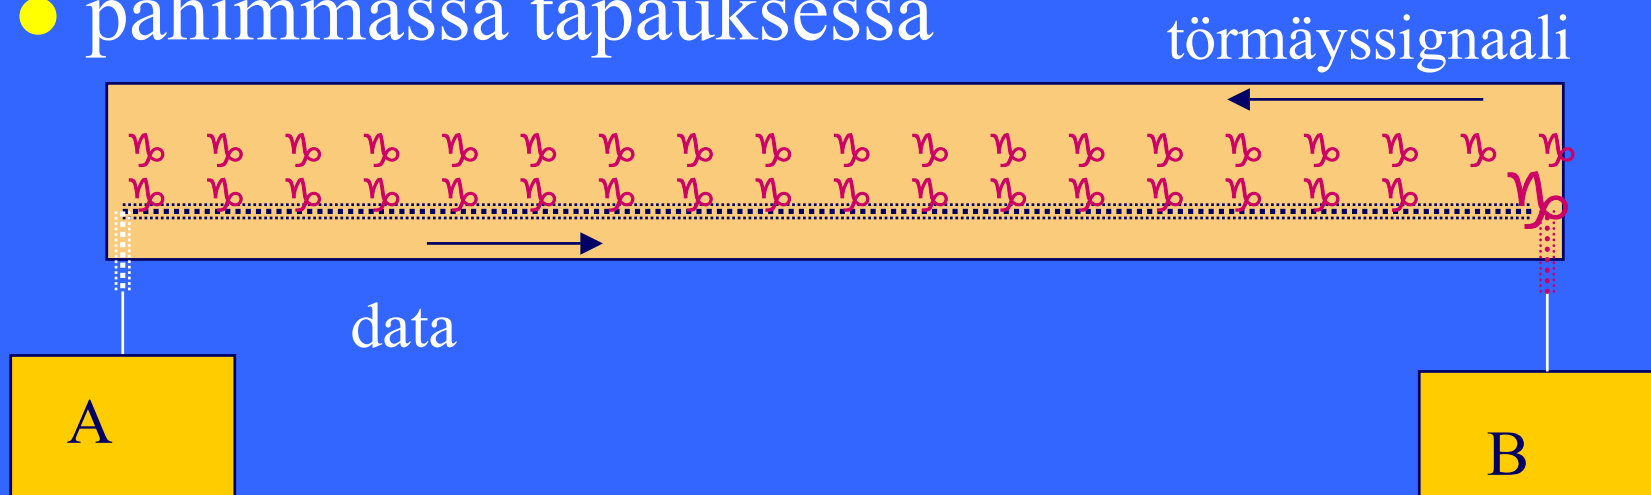 ● pahimmassa tapauksessa
törmäyssignaali
♑ ♑ ♑ ♑ ♑ ♑ ♑ ♑ ♑ ♑ ♑ ♑ ♑ ♑ ♑ ♑ ♑ ♑ ♑
♑ ♑ ♑ ♑ ♑ ♑ ♑ ♑ ♑ ♑ ♑ ♑ ♑ ♑ ♑ ♑ ♑ ♑
data
A
B